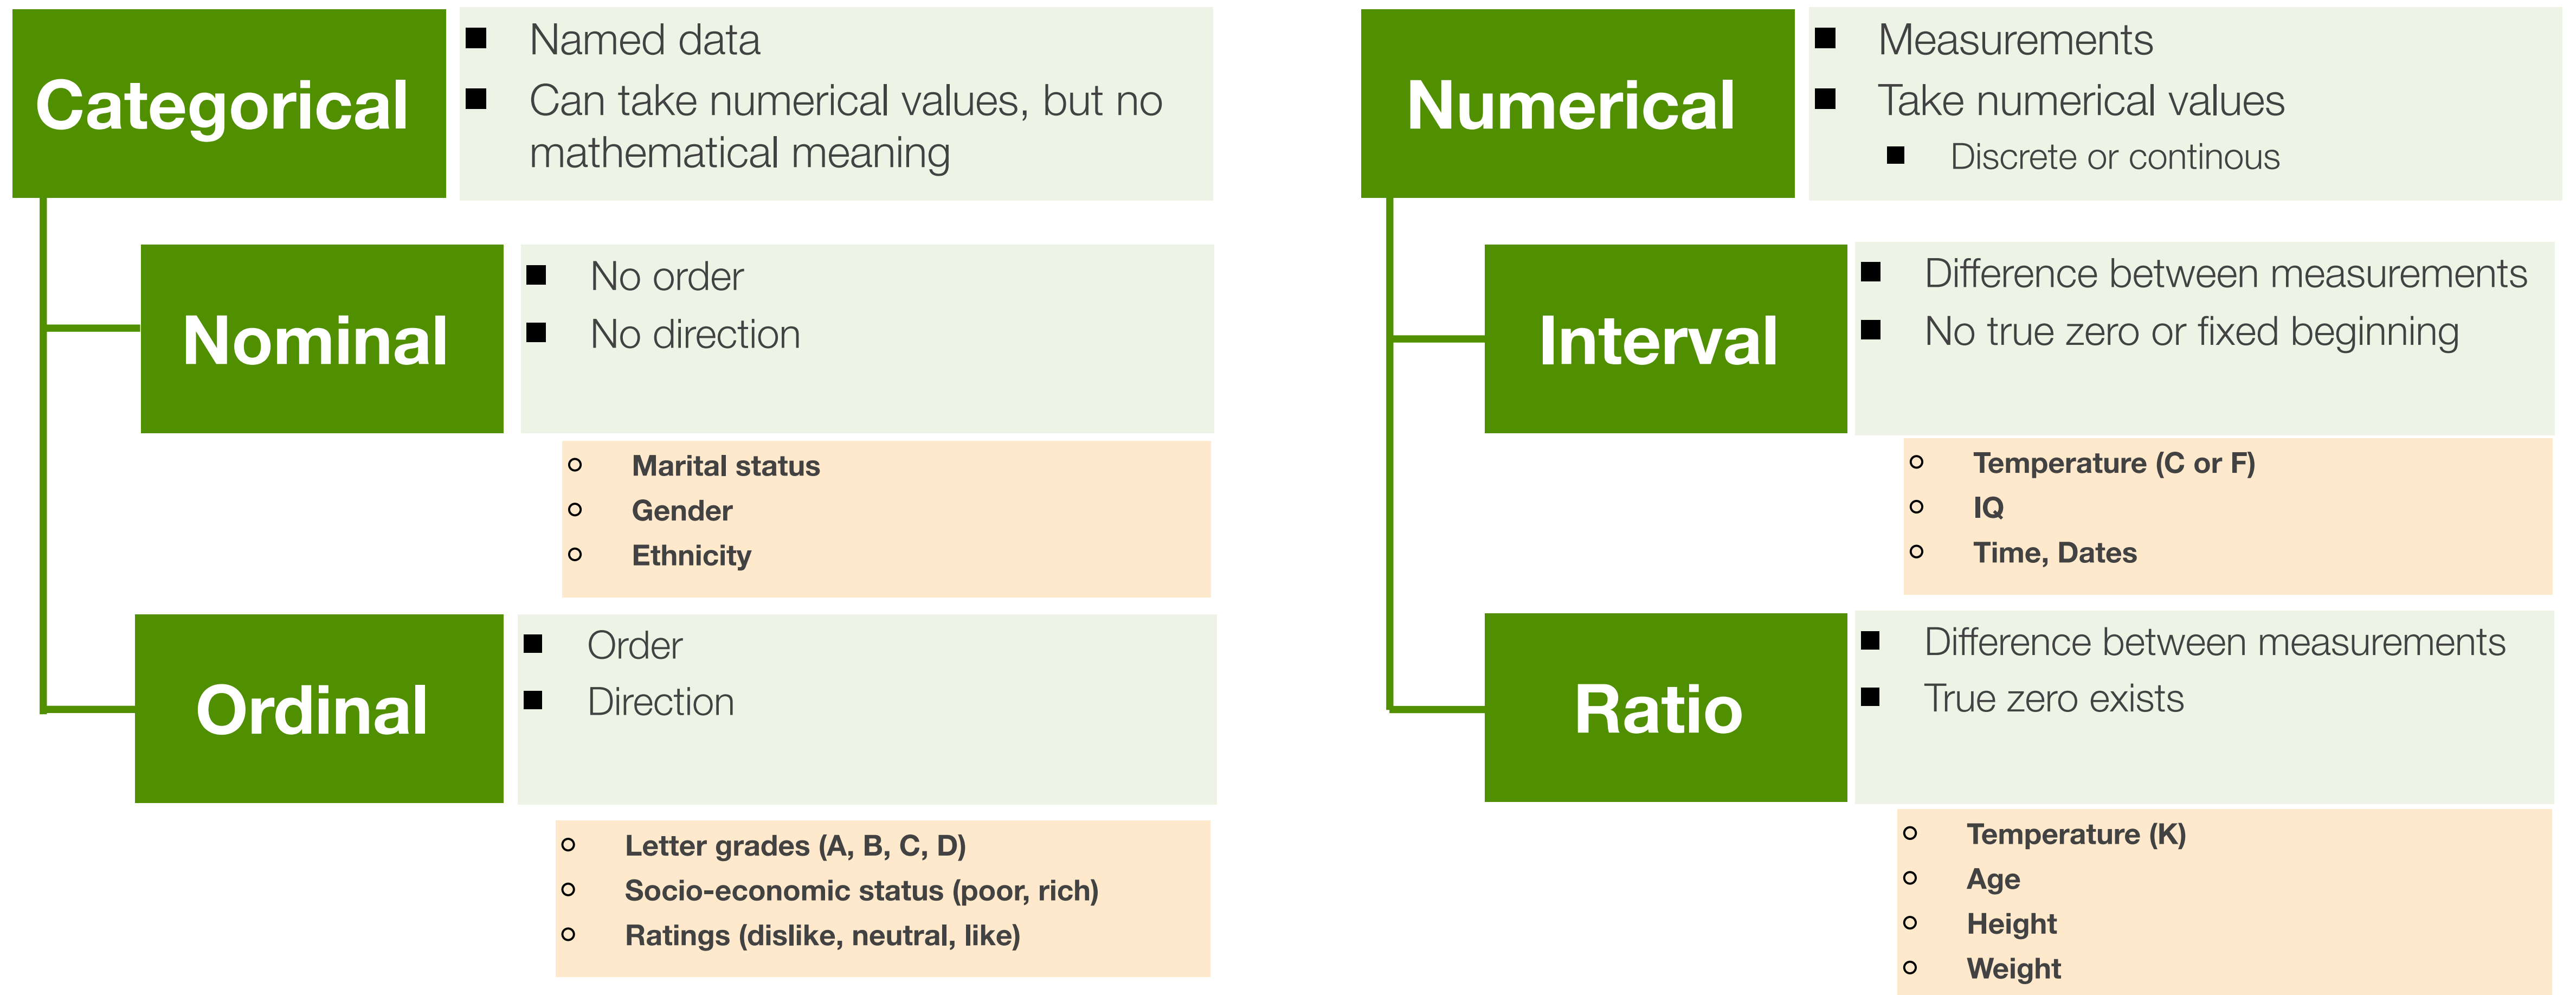 Categorical
Named data
Can take numerical values, but no
mathematical meaning
Nominal
No order
No direction
Marital status
Gender
Ethnicity
Ordinal
Order
Direction
Letter grades (A, B, C, D)
Socio-economic status (poor, rich)
Ratings (dislike, neutral, like)
Numerical
Measurements
Take numerical values
Discrete or continous
Interval
Difference between measurements
No true zero or fixed beginning
Temperature (C or F)
IQ
Time, Dates
Ratio
Difference between measurements
True zero exists
Temperature (K)
Age
Height
Weight